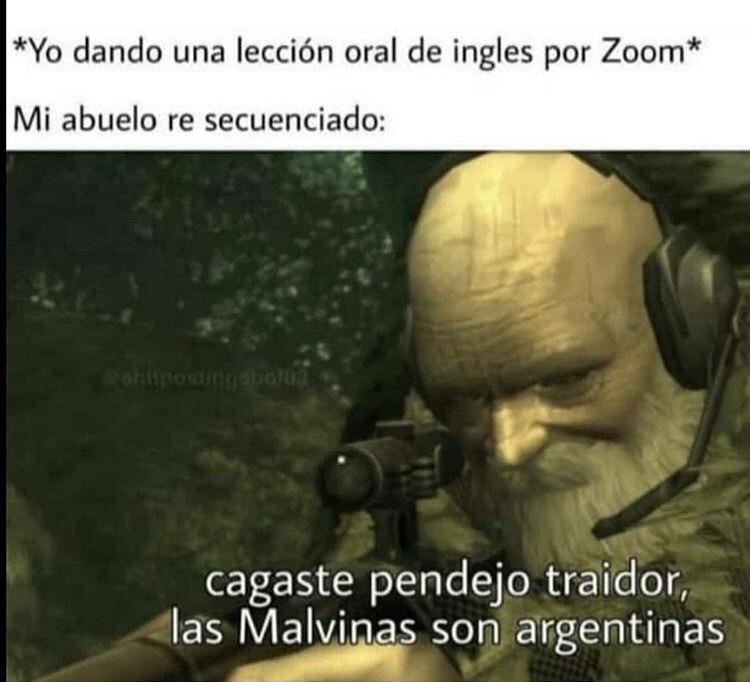 *Yo dando una lección oral de ingles por Zoom*
Mi abuelo re secuenciado:
cagaste pendejo traidor,
las Malvinas son argentinas